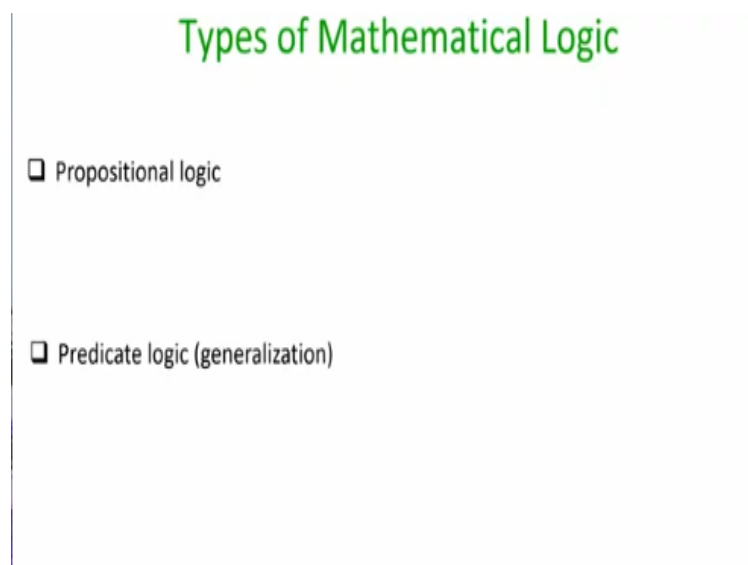 Types of Mathematical Logic
Propositional logic
Predicate logic (generalization)